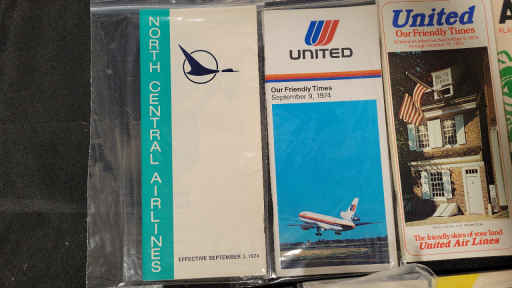 NORTH CENTRAL AIRLINES
EFFECTIVE SEPTEMBER 3, 1974
UNITED
Our Friendly Times
September 9, 1974
United
Our Friendly Times
The friendly skies of your land
United Air Lines